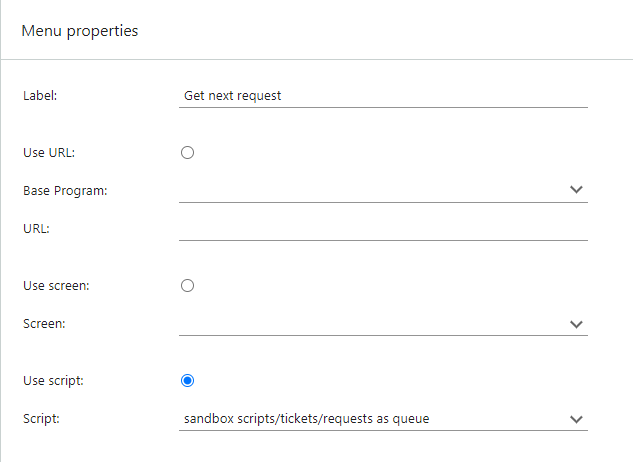 Menu properties
Label: Get next request
Use URL:
Base Program:
URL:
Use screen:
Screen:
Use script:
Script: sandbox scripts/tickets/requests as queue